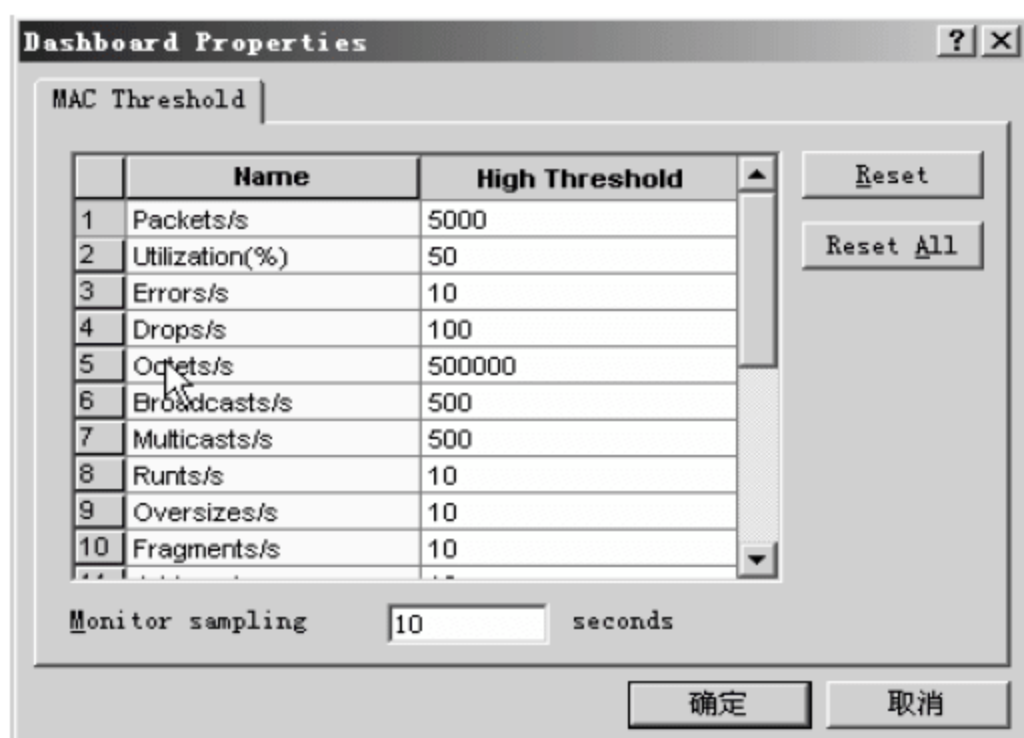 Dashboard Properties
MAC Threshold
Name High Threshold
1 Packets/s 5000
2 Utilization(%) 50
3 Errors/s 10
4 Drops/s 100
5 Octets/s 500000
6 Broadcasts/s 500
7 Multicasts/s 500
8 Runts/s 10
9 Oversizes/s 10
10 Fragments/s 10
Reset
Reset All
Monitor sampling 10 seconds
确定 取消